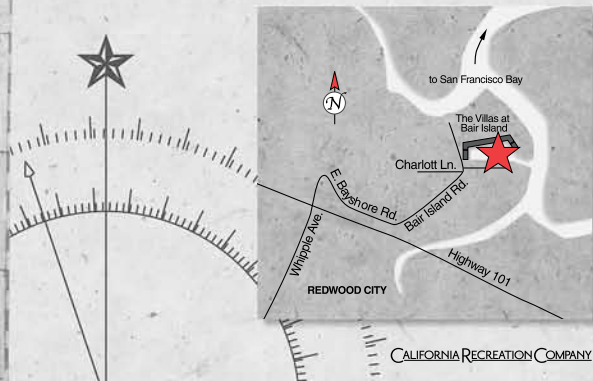 to San Francisco Bay
N
The Villas at
Bair Island
Charlott Ln.
E Bayshore Rd.
Bair Island Rd.
Whipple Ave.
Highway 101
REDWOOD CITY
CALIFORNIA RECREATION COMPANY